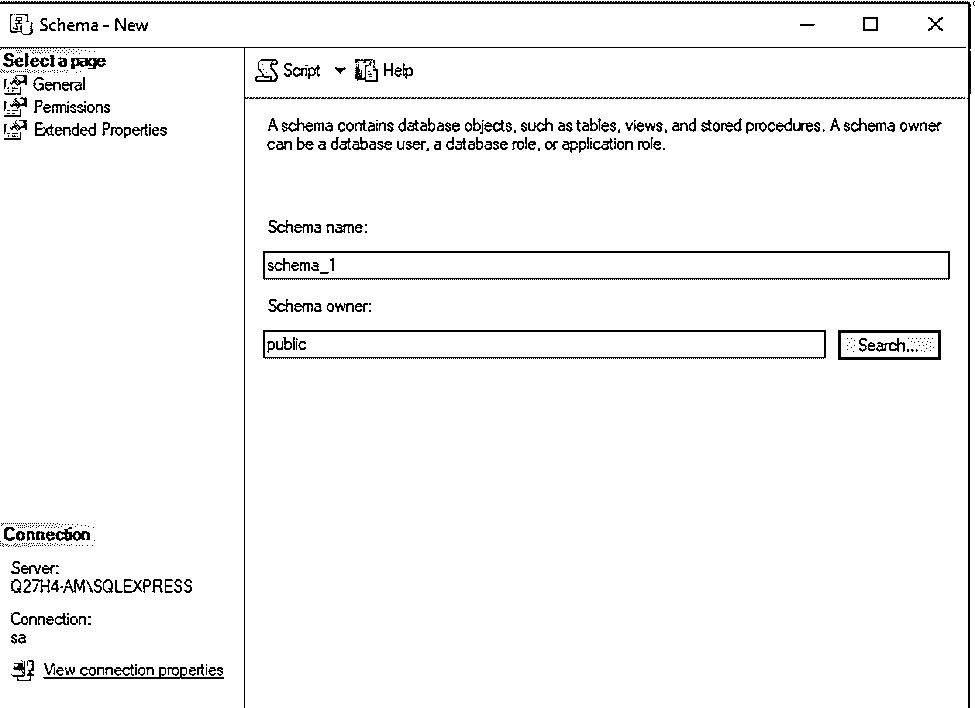 Schema - New
Select a page
General
Permissions
Extended Properties
Script
Help
A schema contains database objects, such as tables, views, and stored procedures. A schema owner
can be a database user, a database role, or application role.
Schema name:
schema_1
Schema owner:
public
Search...
Connection
Server:
Q27H4-AM\SQLEXPRESS
Connection:
sa
View connection properties